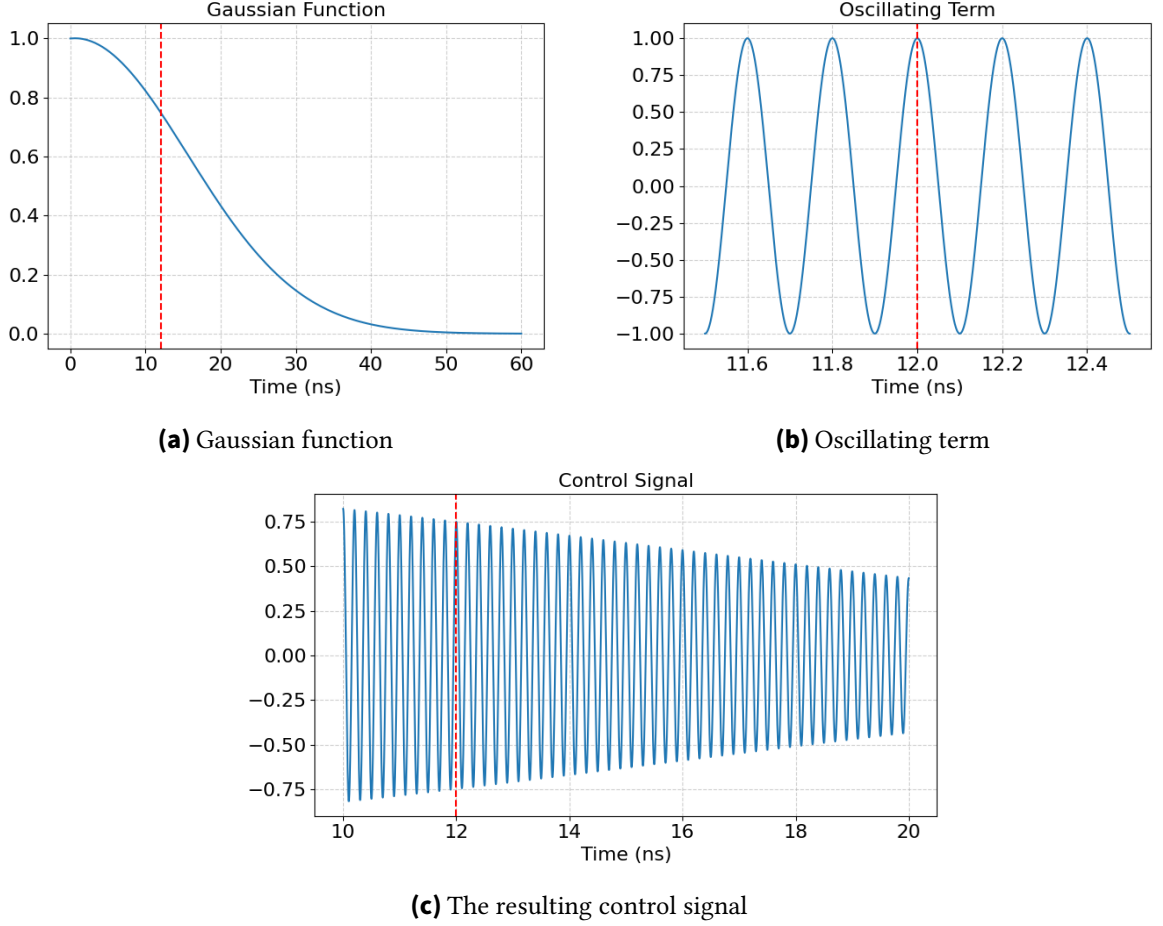 Gaussian Function
1.0
0.8
0.6
0.4
0.2
0.0
0 10 20 30 40 50 60
Time (ns)
(a) Gaussian function
Oscillating Term
1.00
0.75
0.50
0.25
0.00
−0.25
−0.50
−0.75
−1.00
11.6 11.8 12.0 12.2 12.4
Time (ns)
(b) Oscillating term
Control Signal
0.75
0.50
0.25
0.00
−0.25
−0.50
−0.75
10 12 14 16 18 20
Time (ns)
(c) The resulting control signal